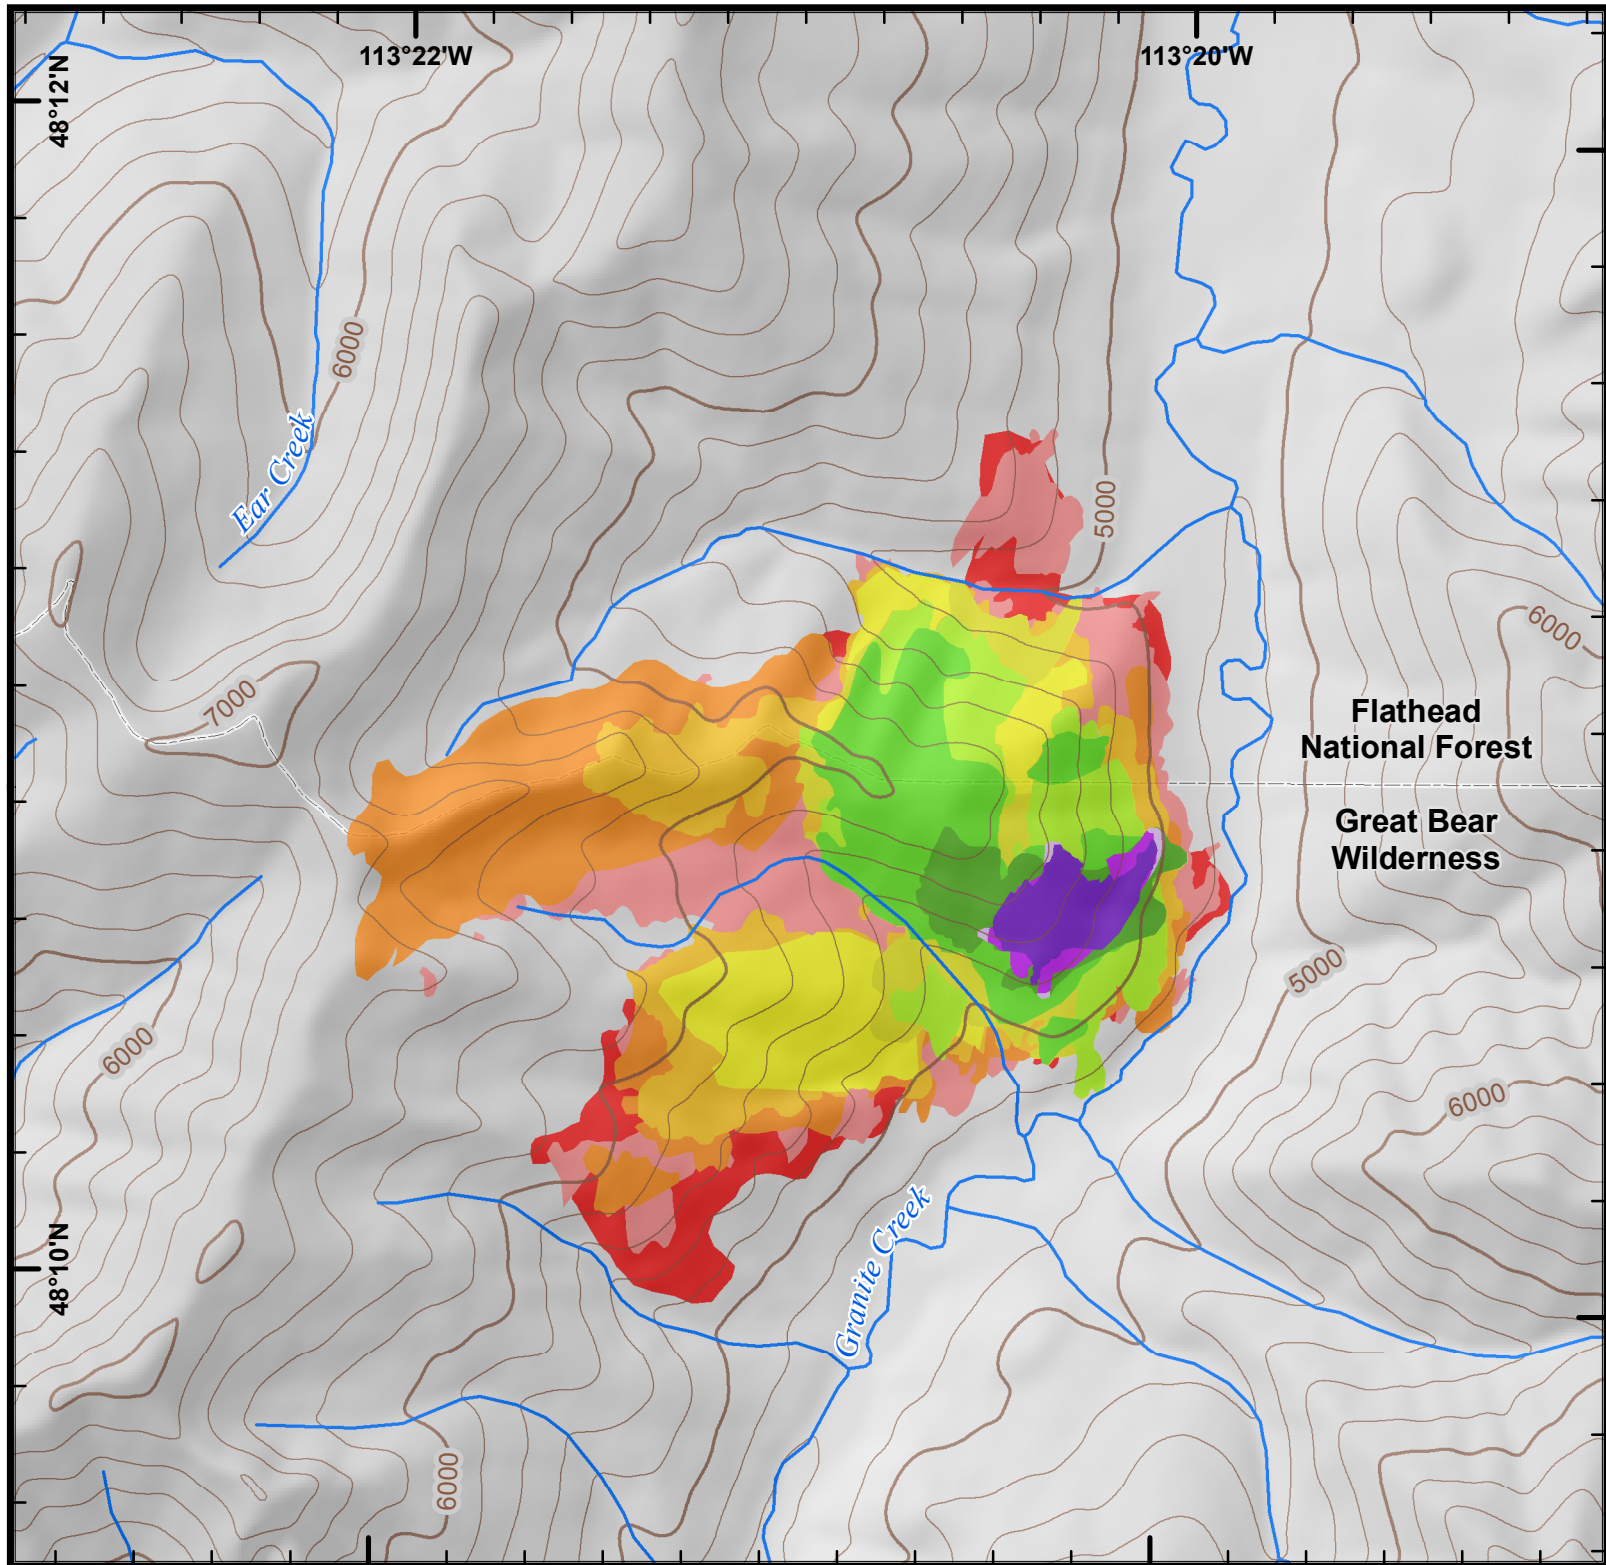 113°22'W
113°20'W
48°12'N
6000
Ear Creek
5000
6000
7000
Flathead
National Forest
Great Bear
Wilderness
5000
6000
6000
48°10'N
Granite Creek
6000